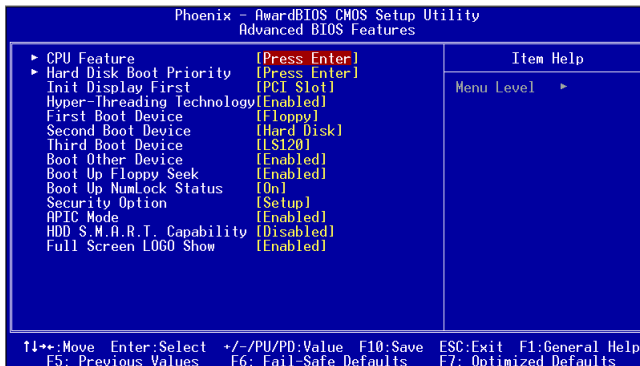 Phoenix - AwardBIOS CMOS Setup Utility
Advanced BIOS Features
► CPU Feature [Press Enter]
► Hard Disk Boot Priority [Press Enter]
Init Display First [PCI Slot]
Hyper-Threading Technology[Enabled]
First Boot Device [Floppy]
Second Boot Device [Hard Disk]
Third Boot Device [LS120]
Boot Other Device [Enabled]
Boot Up Floppy Seek [Enabled]
Boot Up NumLock Status [On]
Security Option [Setup]
APIC Mode [Enabled]
HDD S.M.A.R.T. Capability [Disabled]
Full Screen LOGO Show [Enabled]
Item Help
Menu Level ►
↑↓→←:Move Enter:Select +/-/PU/PD:Value F10:Save ESC:Exit F1:General Help
F5: Previous Values F6: Fail-Safe Defaults F7: Optimized Defaults